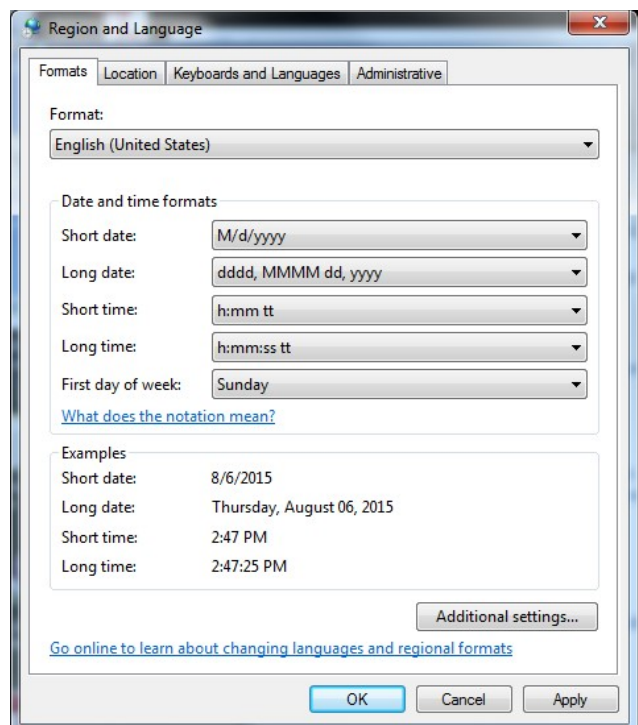 Region and Language
Formats Location Keyboards and Languages Administrative
Format:
English (United States)
Date and time formats
Short date: M/d/yyyy
Long date: dddd, MMMM dd, yyyy
Short time: h:mm tt
Long time: h:mm:ss tt
First day of week: Sunday
What does the notation mean?
Examples
Short date: 8/6/2015
Long date: Thursday, August 06, 2015
Short time: 2:47 PM
Long time: 2:47:25 PM
Additional settings...
Go online to learn about changing languages and regional formats
OK Cancel Apply